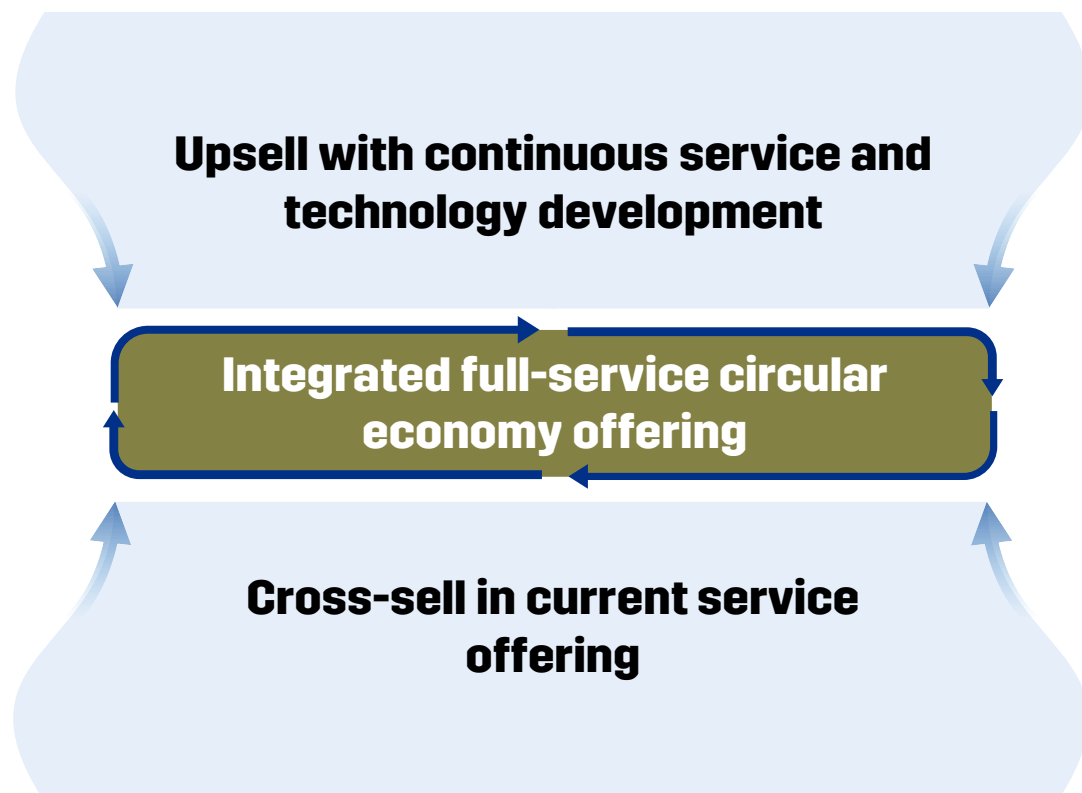 Upsell with continuous service and
technology development
Integrated full-service circular
economy offering
Cross-sell in current service
offering